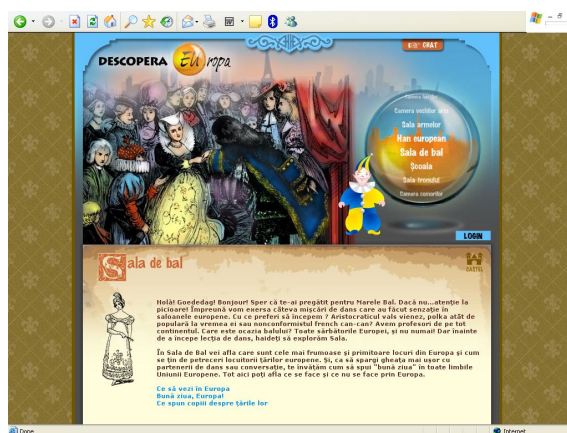 CHAT
DESCOPERA EU ropa
Camera vechilor arte
Sala armelor
Han european
Sala de bal
Școala
Sala tronului
Camera comorilor
LOGIN
Sala de bal
CASTEL
Holà! Goededag! Bonjour! Sper că te-ai pregătit pentru Marele Bal. Dacă nu...atenție la
picioare! Împreună vom exersa câteva mișcări de dans care au făcut senzație în
saloanele europene. Cu ce preferi să începem ? Aristocraticul vals vienez, polka atât de
populară la vremea ei sau nonconformistul french can-can? Avem profesori de pe tot
continentul. Care este ocazia balului? Toate sărbătorile Europei, și nu numai! Dar înainte
de a începe lecția de dans, haideți să explorăm Sala.
În Sala de Bal vei afla care sunt cele mai frumoase și primitoare locuri din Europa și cum
se țin de petreceri locuitorii țărilor europene. Și, ca să spargi gheața mai ușor cu
partenerii de dans sau conversație, te învățăm cum să spui "bună ziua" în toate limbile
Uniunii Europene. Tot aici poți afla ce se face și ce nu se face prin Europa.
Ce să vezi în Europa
Bună ziua, Europa!
Ce spun copiii despre țările lor
Done
Internet